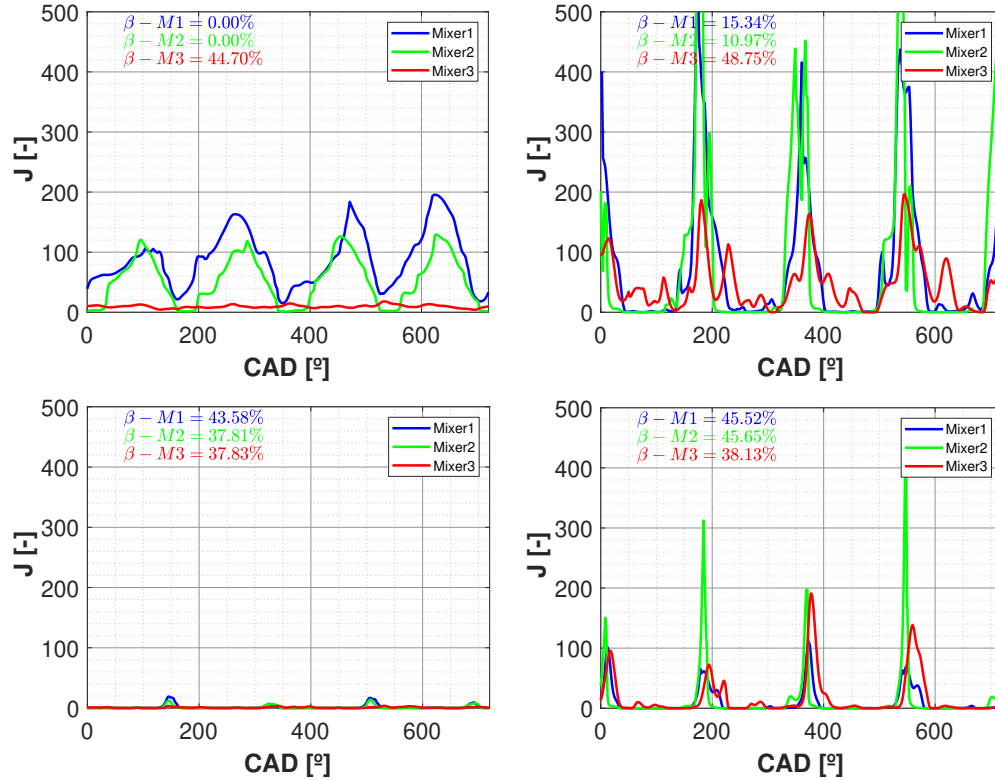 500
400
300
200
100
0
J [-]
β − M1 = 0.00%
β − M2 = 0.00%
β − M3 = 44.70%
Mixer1
Mixer2
Mixer3
0 200 400 600
CAD [º]
500
400
300
200
100
0
J [-]
β − M1 = 15.34%
β − M2 = 10.97%
β − M3 = 48.75%
Mixer1
Mixer2
Mixer3
0 200 400 600
CAD [º]
500
400
300
200
100
0
J [-]
β − M1 = 43.58%
β − M2 = 37.81%
β − M3 = 37.83%
Mixer1
Mixer2
Mixer3
0 200 400 600
CAD [º]
500
400
300
200
100
0
J [-]
β − M1 = 45.52%
β − M2 = 45.65%
β − M3 = 38.13%
Mixer1
Mixer2
Mixer3
0 200 400 600
CAD [º]